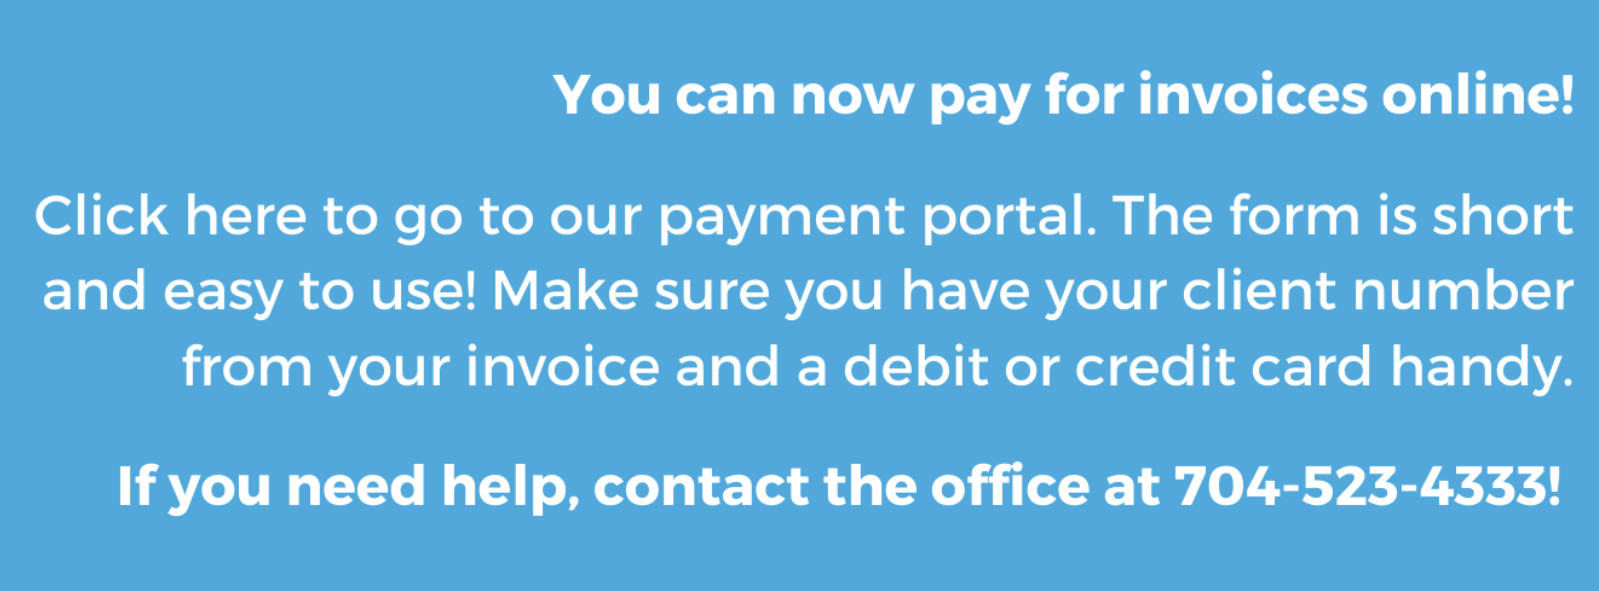 You can now pay for invoices online!
Click here to go to our payment portal. The form is short
and easy to use! Make sure you have your client number
from your invoice and a debit or credit card handy.
If you need help, contact the office at 704-523-4333!